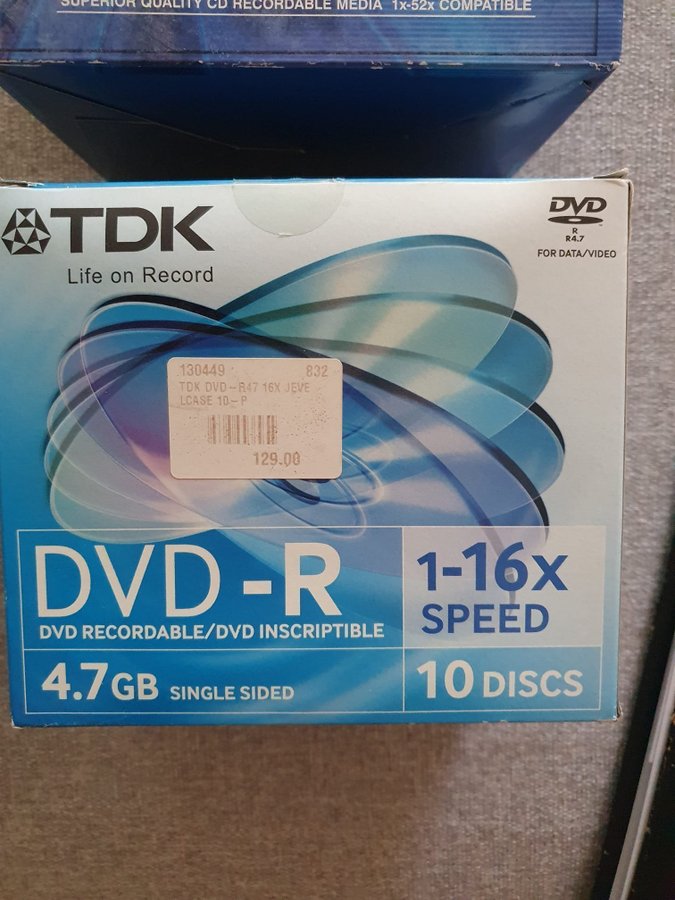 SUPERIOR QUALITY CD RECORDABLE MEDIA 1x-52x COMPATIBLE
TDK
Life on Record
DVD
R
R4.7
FOR DATA/VIDEO
130449 832
TDK DVD-R47 16X JEVE
LCASE 10-P
129.00
DVD-R
DVD RECORDABLE/DVD INSCRIPTIBLE
1-16x
SPEED
4.7GB SINGLE SIDED
10 DISCS